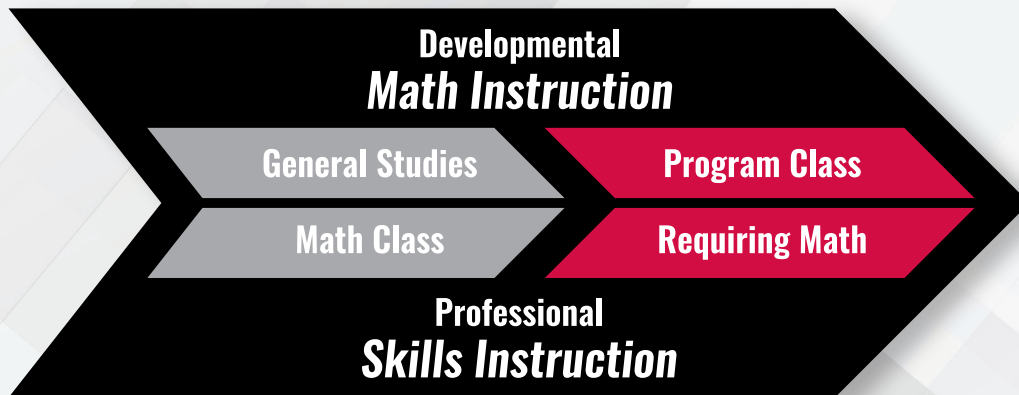 Developmental
Math Instruction
General Studies
Math Class
Program Class
Requiring Math
Professional
Skills Instruction